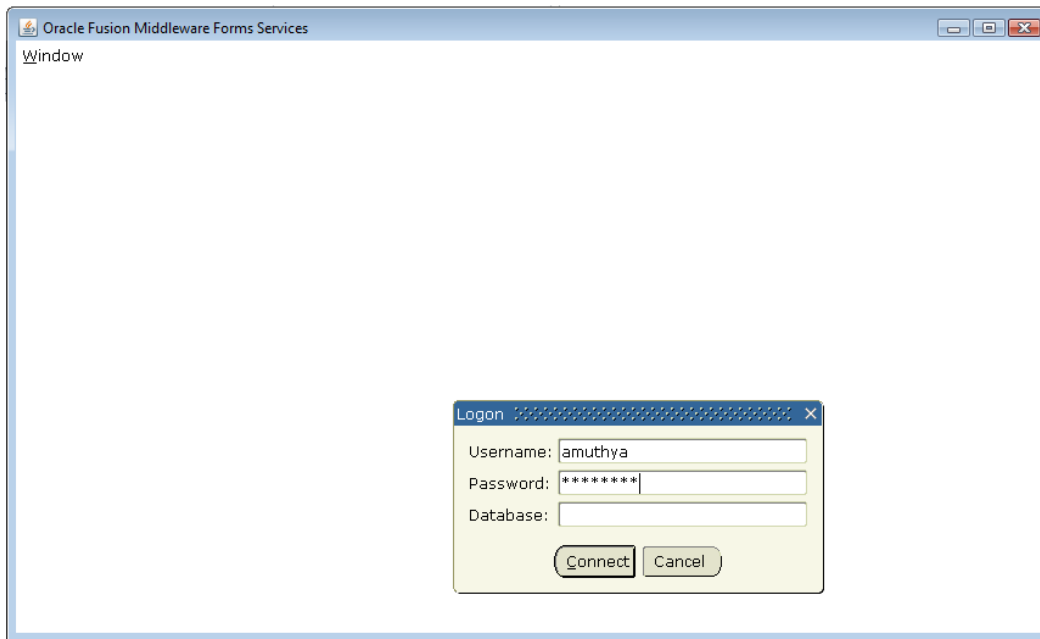 Oracle Fusion Middleware Forms Services
Window
Logon
Username: amuthya
Password: ********
Database:
Connect Cancel